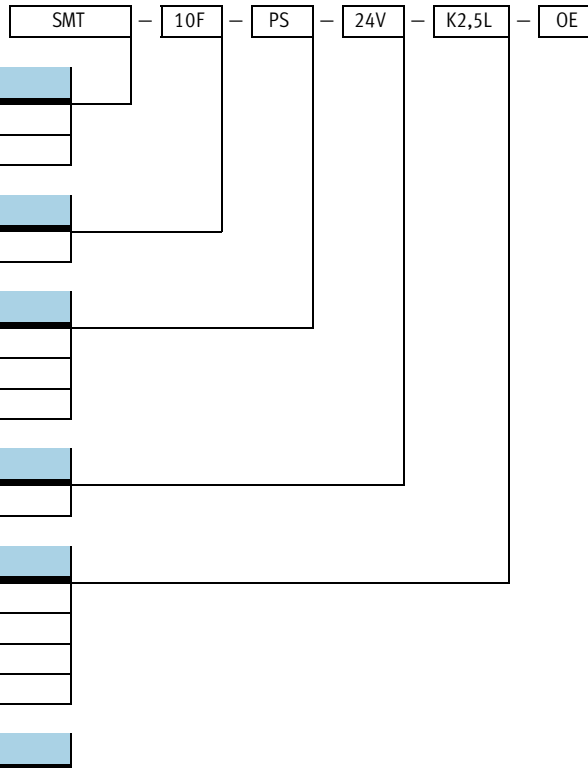 SMT – 10F – PS – 24V – K2,5L – OE